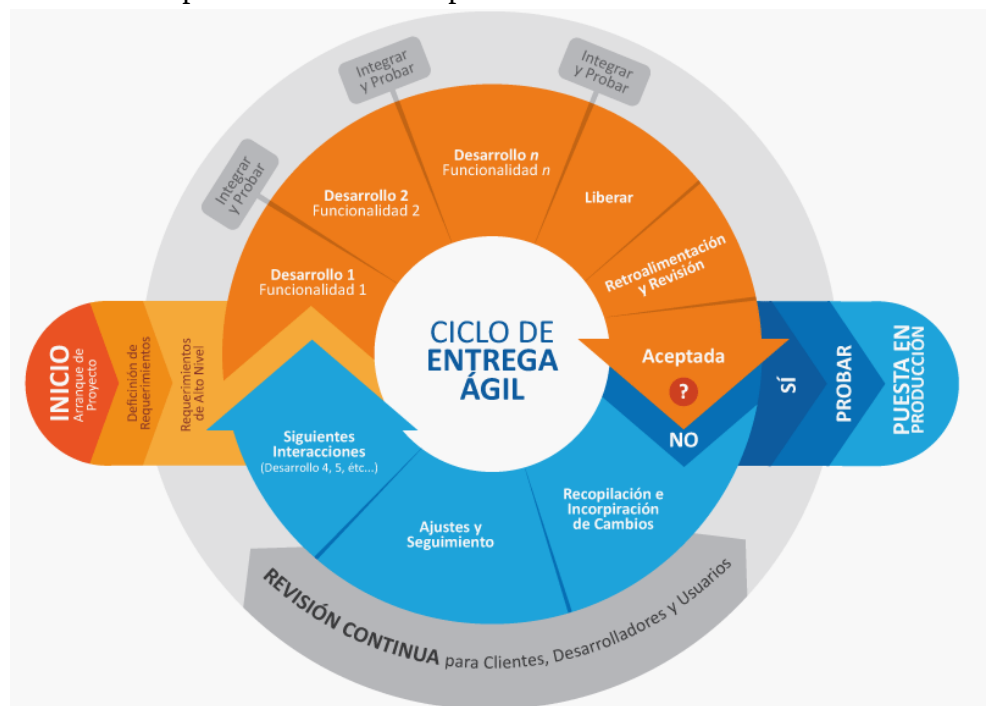 INICIO
Arranque de
Proyecto
Deficinión de
Requerimientos
Requerimientos
de Alto Nivel
Desarrollo 1
Funcionalidad 1
Integrar
y Probar
Desarrollo 2
Funcionalidad 2
Integrar
y Probar
Desarrollo n
Funcionalidad n
Integrar
y Probar
Liberar
Retroalimentación
y Revisión
Aceptada
?
SÍ
PROBAR
PUESTA EN
PRODUCCIÓN
NO
Recopilación e
Incorpiración
de Cambios
Ajustes y
Seguimiento
Siguientes
Interacciones
(Desarrollo 4, 5, étc...)
CICLO DE
ENTREGA
ÁGIL
REVISIÓN CONTINUA para Clientes, Desarrolladores y Usuarios